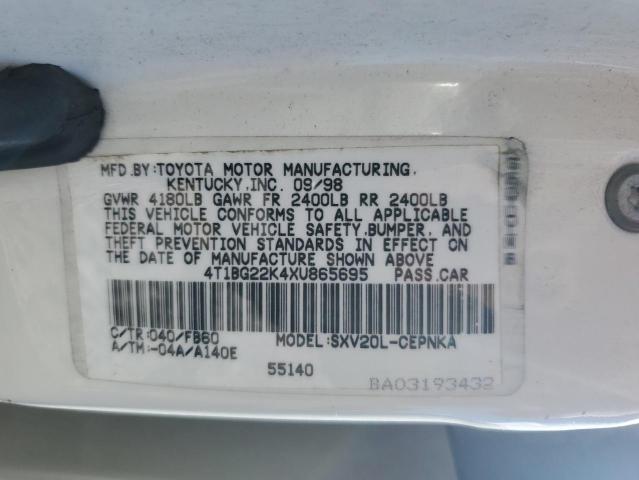 MFD.BY:TOYOTA MOTOR MANUFACTURING,
KENTUCKY,INC. 09/98
GVWR 4180LB GAWR FR 2400LB RR 2400LB
THIS VEHICLE CONFORMS TO ALL APPLICABLE
FEDERAL MOTOR VEHICLE SAFETY,BUMPER, AND
THEFT PREVENTION STANDARDS IN EFFECT ON
THE DATE OF MANUFACTURE SHOWN ABOVE
4T1BG22K4XU865695 PASS.CAR
C/TR:040/FB60 MODEL:SXV20L-CEPNKA
A/TM:-04A/A140E
55140
BA03193432